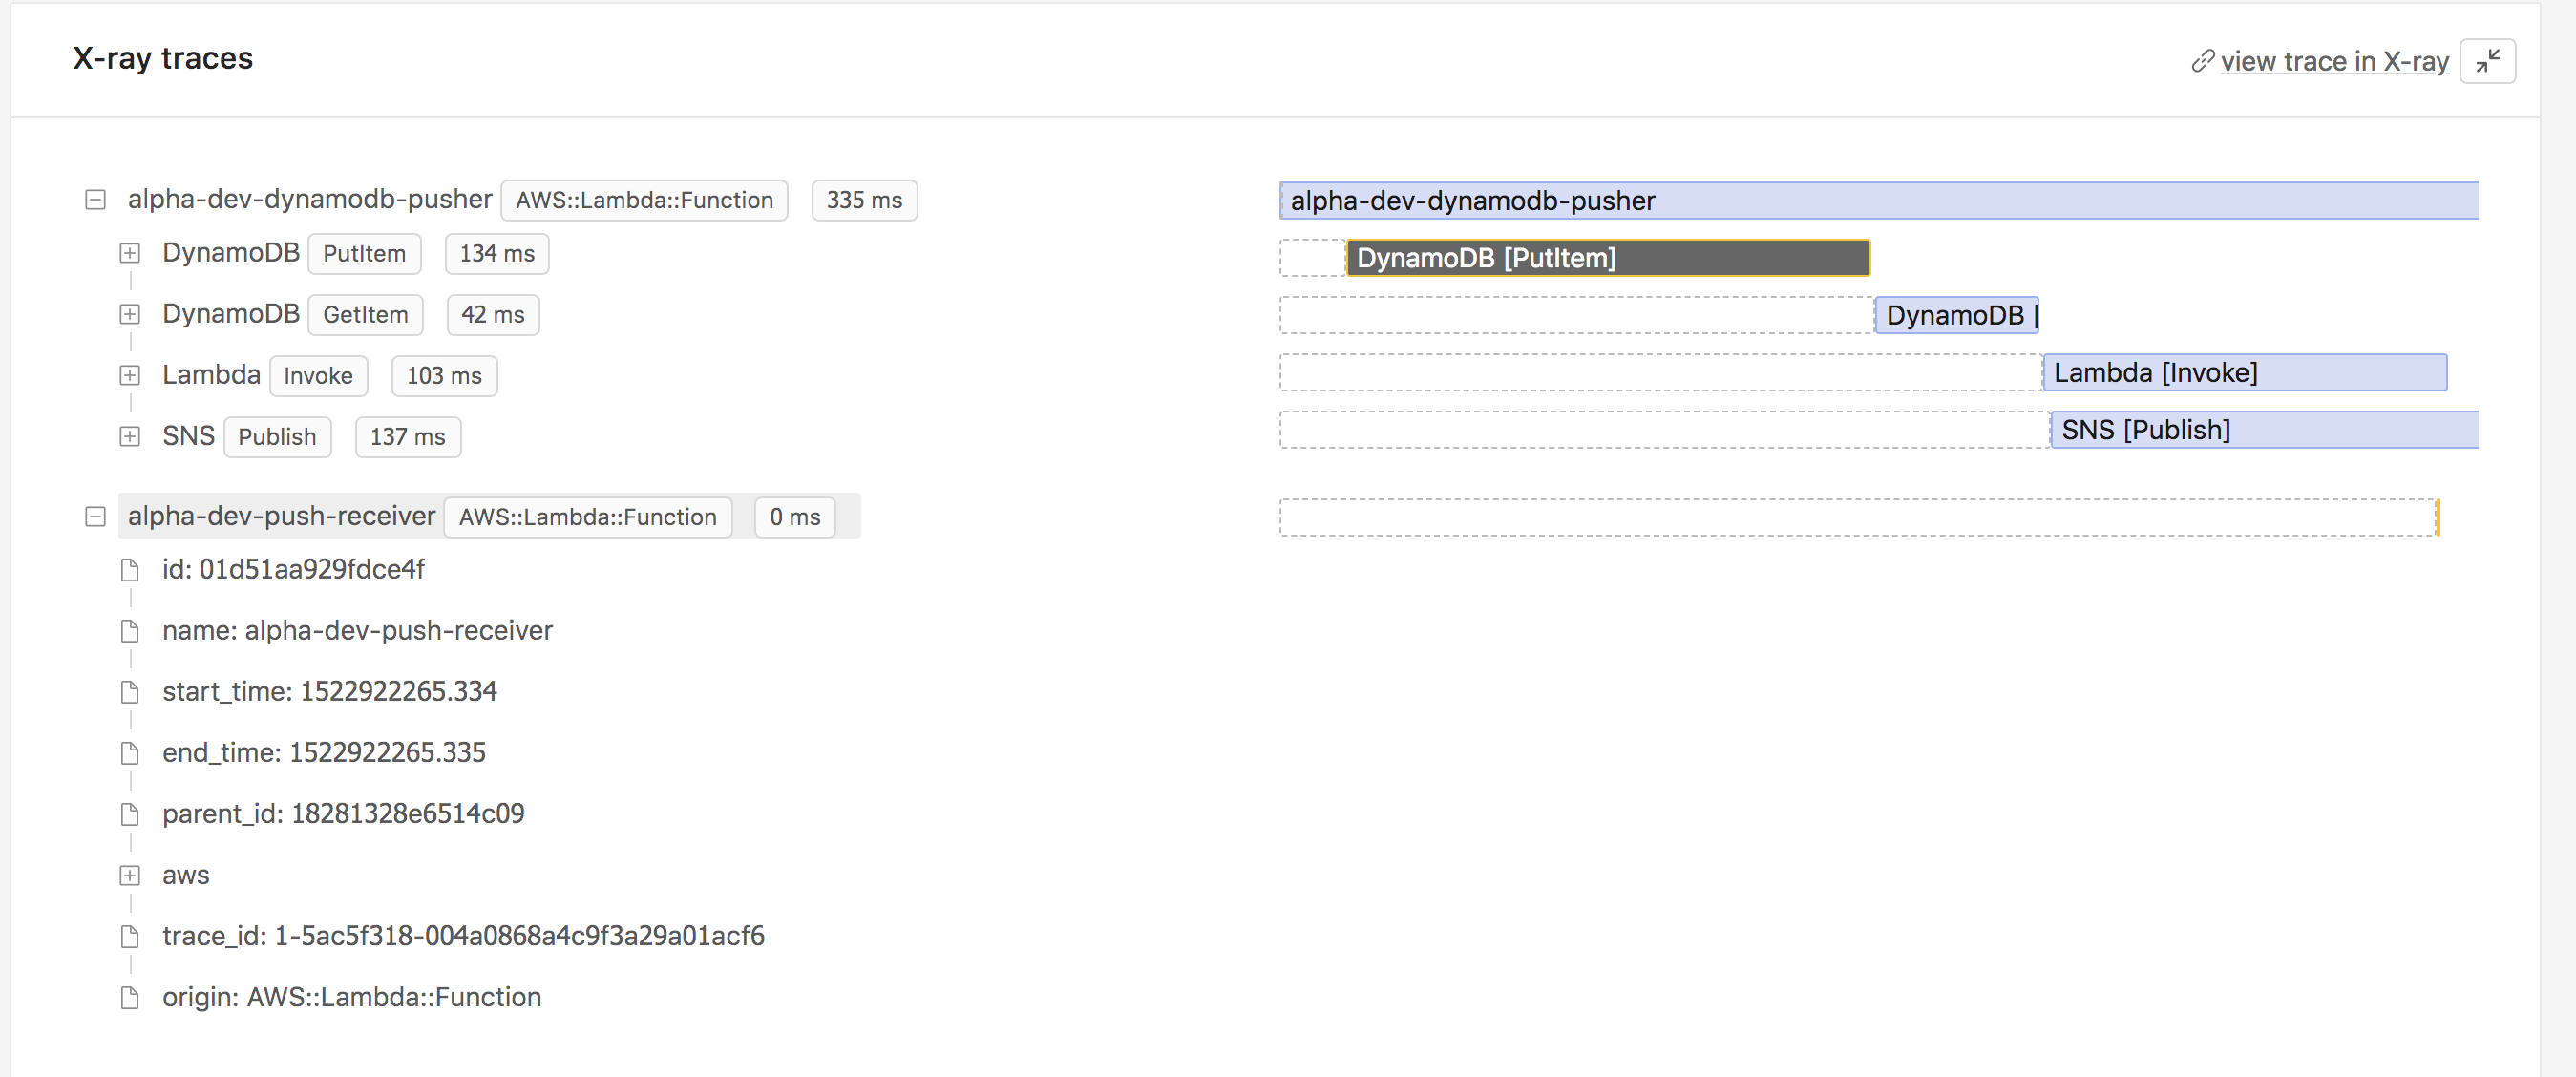 X-ray traces
view trace in X-ray
alpha-dev-dynamodb-pusher AWS::Lambda::Function 335 ms
alpha-dev-dynamodb-pusher
DynamoDB PutItem 134 ms
DynamoDB [PutItem]
DynamoDB GetItem 42 ms
DynamoDB |
Lambda Invoke 103 ms
Lambda [Invoke]
SNS Publish 137 ms
SNS [Publish]
alpha-dev-push-receiver AWS::Lambda::Function 0 ms
id: 01d51aa929fdce4f
name: alpha-dev-push-receiver
start_time: 1522922265.334
end_time: 1522922265.335
parent_id: 18281328e6514c09
aws
trace_id: 1-5ac5f318-004a0868a4c9f3a29a01acf6
origin: AWS::Lambda::Function